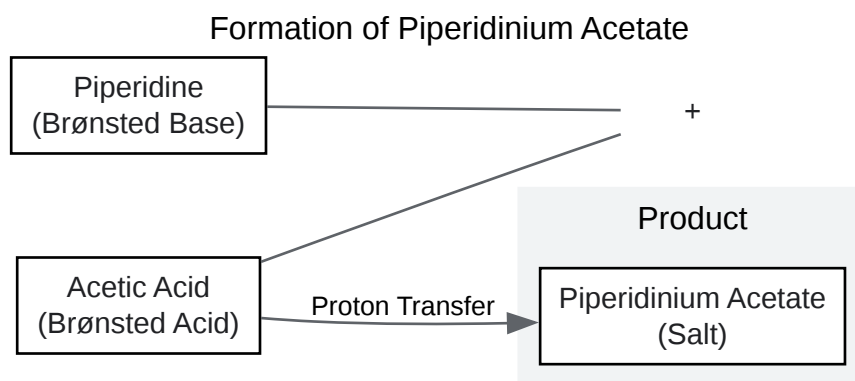 Formation of Piperidinium Acetate
Piperidine
(Brønsted Base)
+
Product
Acetic Acid
(Brønsted Acid)
Proton Transfer
Piperidinium Acetate
(Salt)